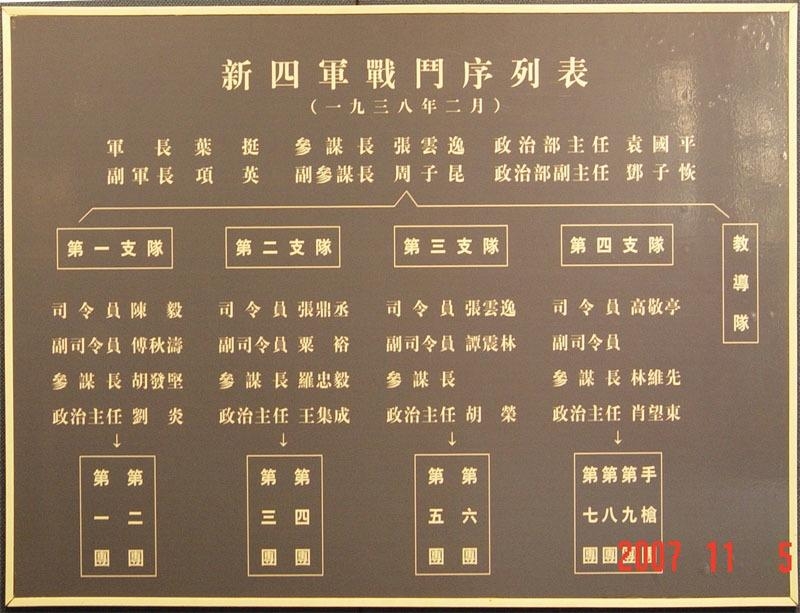 新四軍戰鬥序列表
（一九三八年二月）
軍長葉挺 參謀長張雲逸 政治部主任袁國平
副軍長項英 副參謀長周子昆 政治部副主任鄧子恢
第一支隊 第二支隊 第三支隊 第四支隊 教導隊
司令員陳毅 司令員張鼎丞 司令員張雲逸 司令員高敬亭
副司令員傅秋濤 副司令員粟裕 副司令員譚震林 副司令員
參謀長胡發堅 參謀長羅忠毅 參謀長 參謀長林維先
政治主任劉炎 政治主任王集成 政治主任胡榮 政治主任肖望東
第一團 第二團 第三團 第四團 第五團 第六團 第七團 第八團 第九團 手槍團
2007 11 5